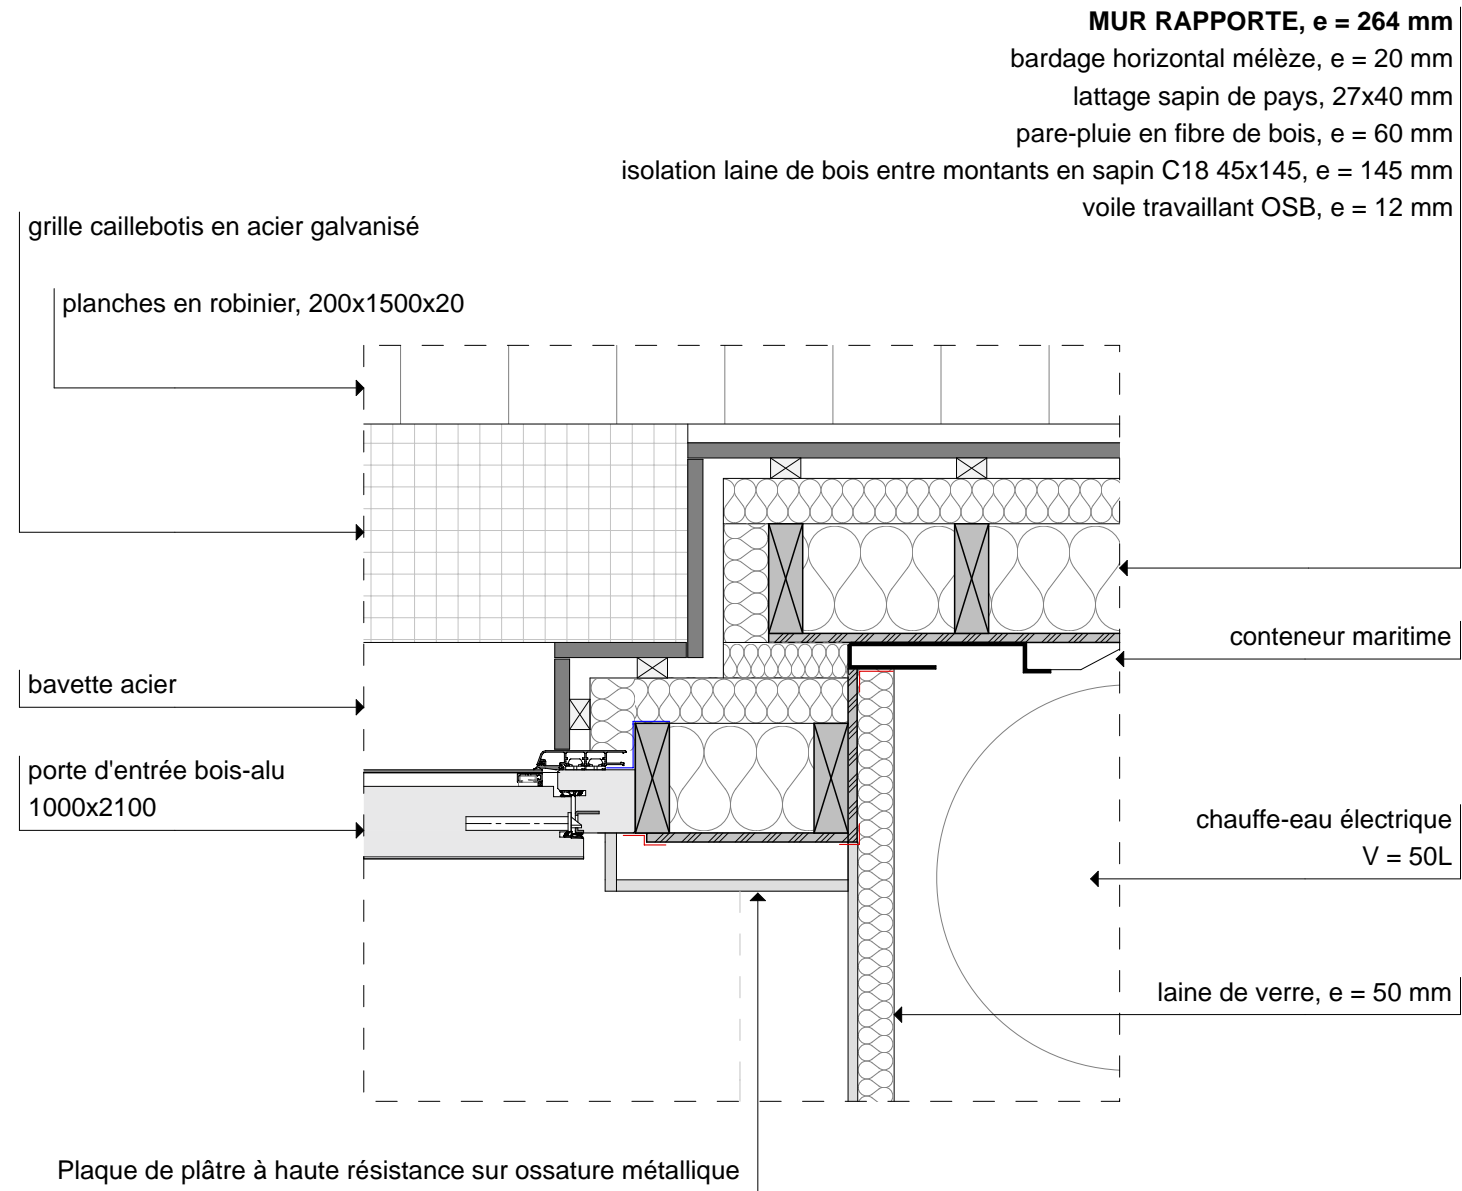 MUR RAPPORTE, e = 264 mm
bardage horizontal mélèze, e = 20 mm
lattage sapin de pays, 27x40 mm
pare-pluie en fibre de bois, e = 60 mm
isolation laine de bois entre montants en sapin C18 45x145, e = 145 mm
voile travaillant OSB, e = 12 mm
grille caillebotis en acier galvanisé
planches en robinier, 200x1500x20
conteneur maritime
bavette acier
porte d'entrée bois-alu
1000x2100
chauffe-eau électrique
V = 50L
laine de verre, e = 50 mm
Plaque de plâtre à haute résistance sur ossature métallique